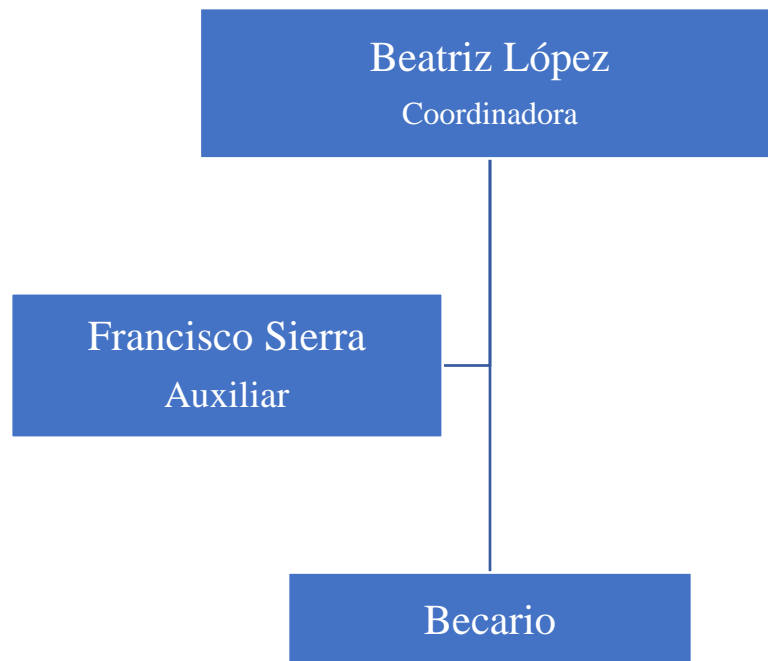 Beatriz López
Coordinadora
Francisco Sierra
Auxiliar
Becario